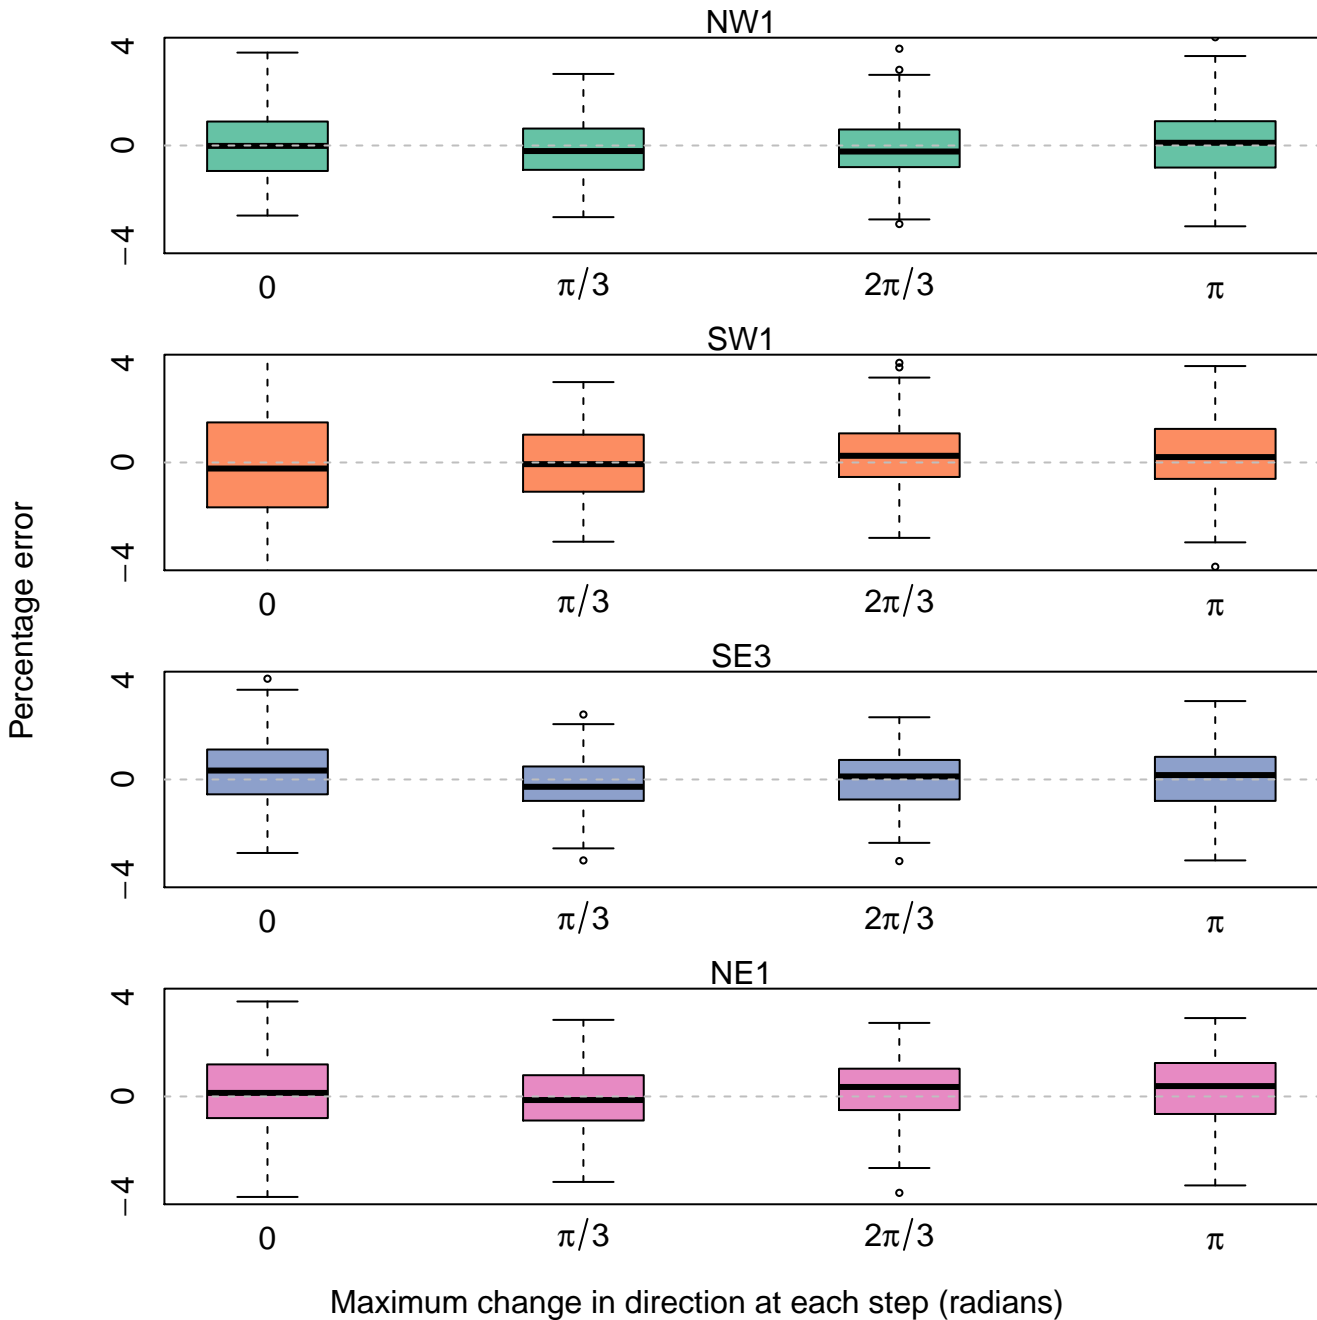 NW1
4
0
−4
0 π/3 2π/3 π
SW1
4
0
−4
0 π/3 2π/3 π
Percentage error
SE3
4
0
−4
0 π/3 2π/3 π
NE1
4
0
−4
0 π/3 2π/3 π
Maximum change in direction at each step (radians)